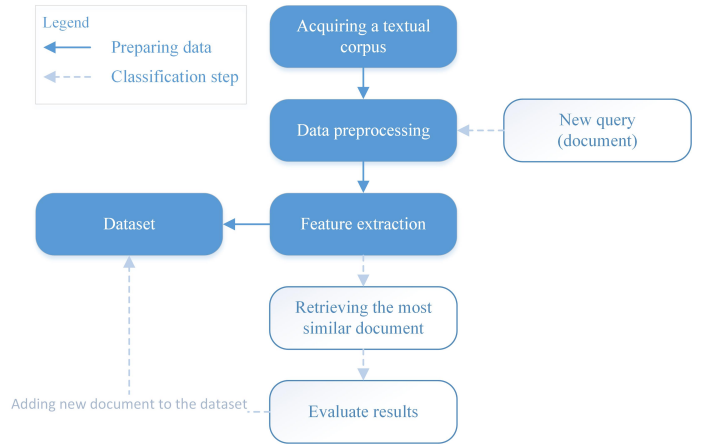 Legend
Preparing data
Classification step
Acquiring a textual
corpus
Data preprocessing
New query
(document)
Dataset
Feature extraction
Retrieving the most
similar document
Adding new document to the dataset
Evaluate results